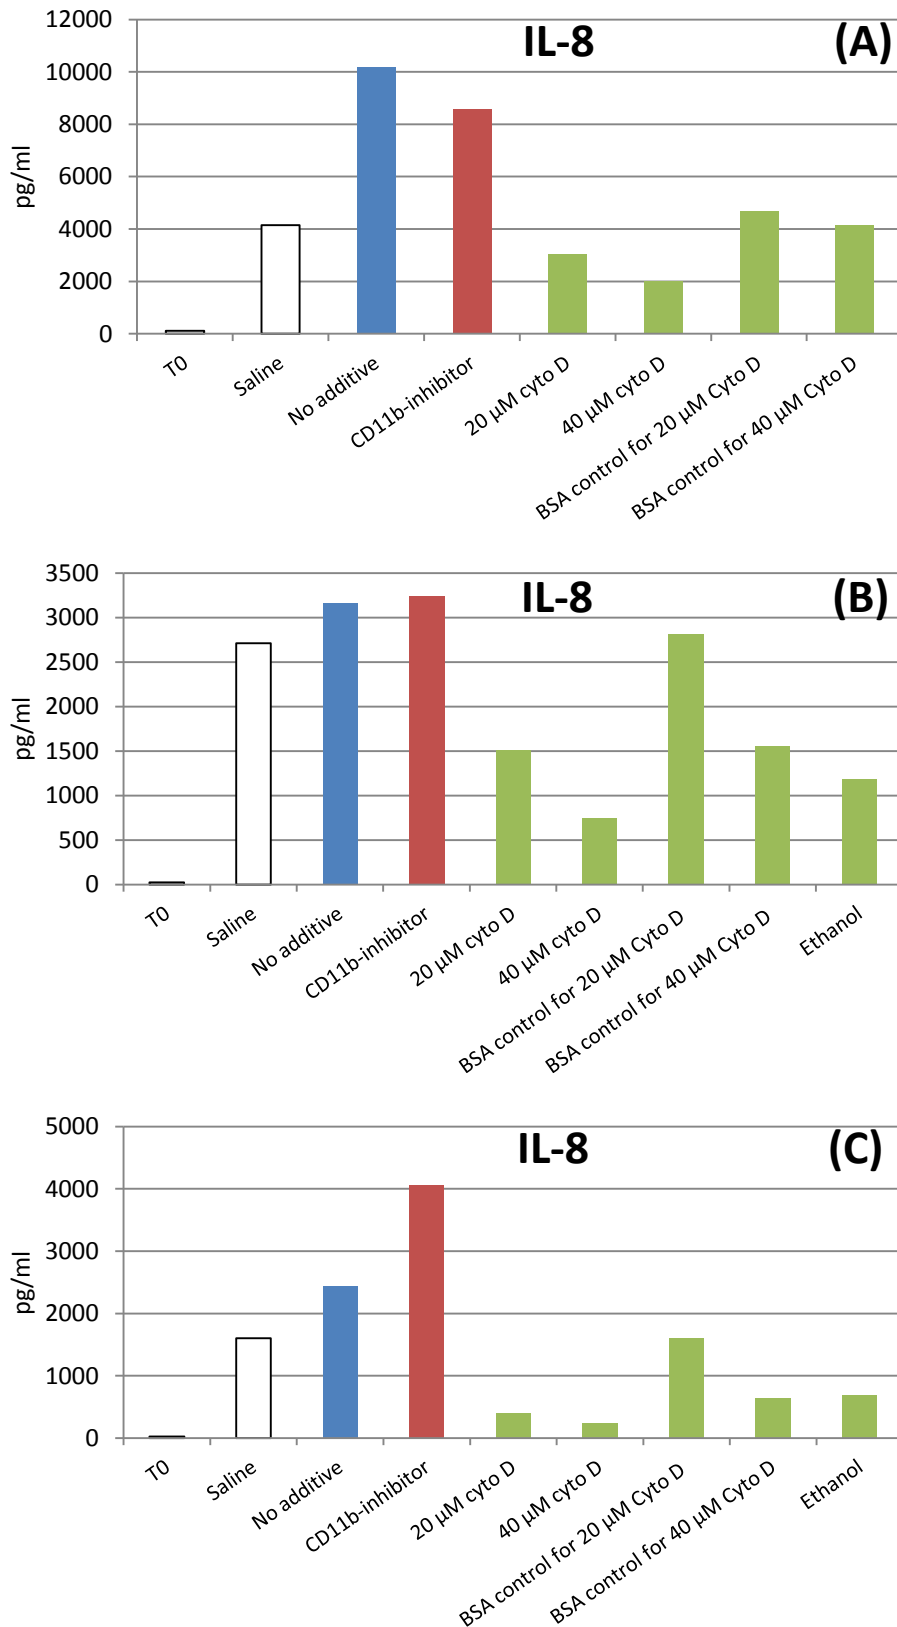 IL-8 (A)
pg/ml
12000
10000
8000
6000
4000
2000
0
T0
Saline
No additive
CD11b-inhibitor
20 µM cyto D
40 µM cyto D
BSA control for 20 µM Cyto D
BSA control for 40 µM Cyto D
IL-8 (B)
pg/ml
3500
3000
2500
2000
1500
1000
500
0
T0
Saline
No additive
CD11b-inhibitor
20 µM cyto D
40 µM cyto D
BSA control for 20 µM Cyto D
BSA control for 40 µM Cyto D
Ethanol
IL-8 (C)
pg/ml
5000
4000
3000
2000
1000
0
T0
Saline
No additive
CD11b-inhibitor
20 µM cyto D
40 µM cyto D
BSA control for 20 µM Cyto D
BSA control for 40 µM Cyto D
Ethanol